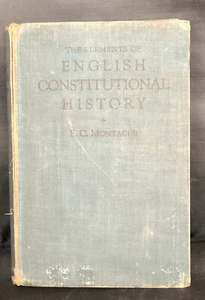 THE ELEMENTS OF
ENGLISH
CONSTITUTIONAL
HISTORY
F. C. MONTAGUE